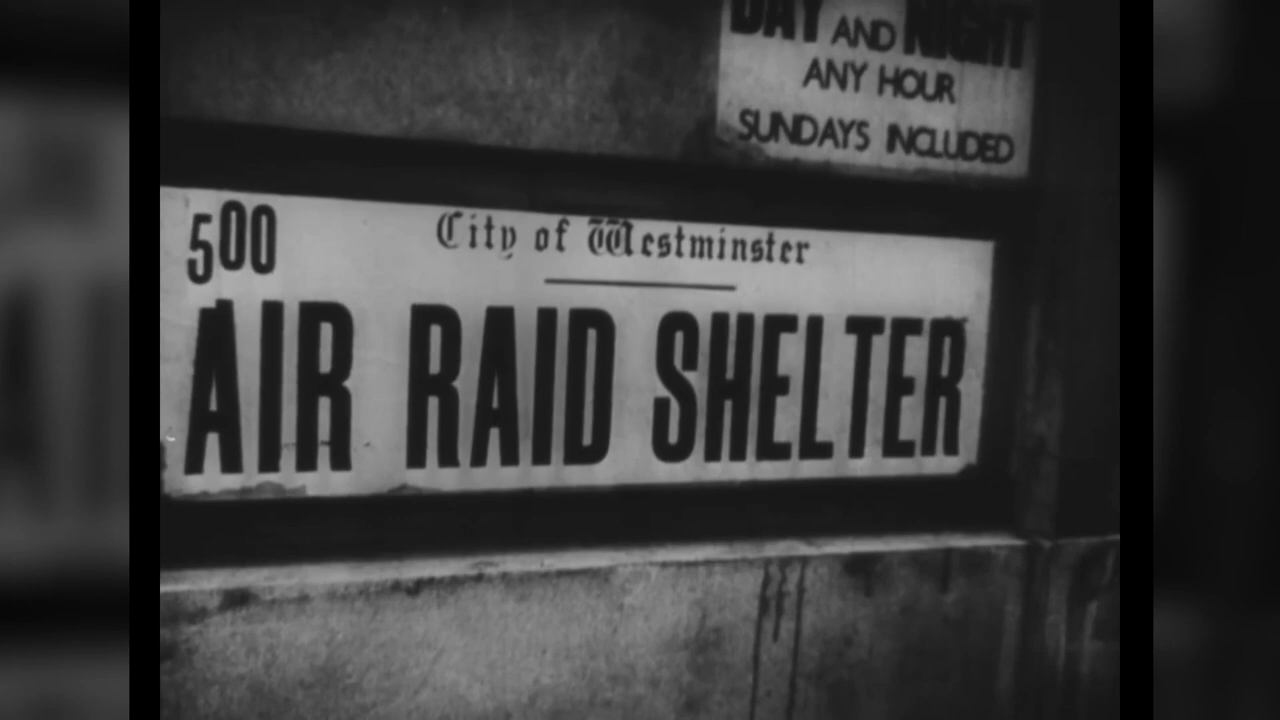 DAY AND NIGHT
ANY HOUR
SUNDAYS INCLUDED
500
City of Westminster
AIR RAID SHELTER